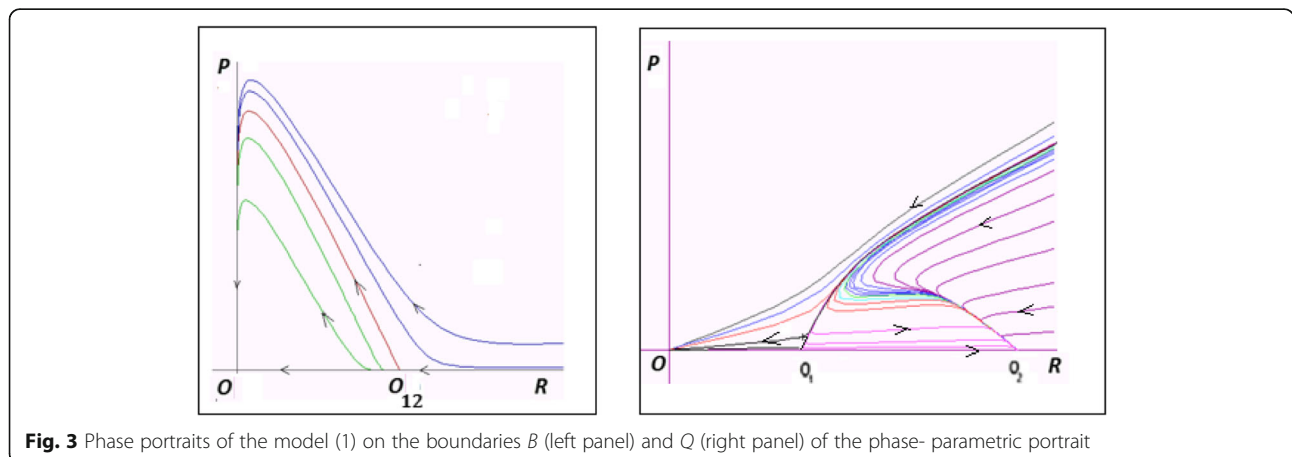 P
O
O
12
R
P
O
O1
O2
R
Fig. 3 Phase portraits of the model (1) on the boundaries B (left panel) and Q (right panel) of the phase- parametric portrait